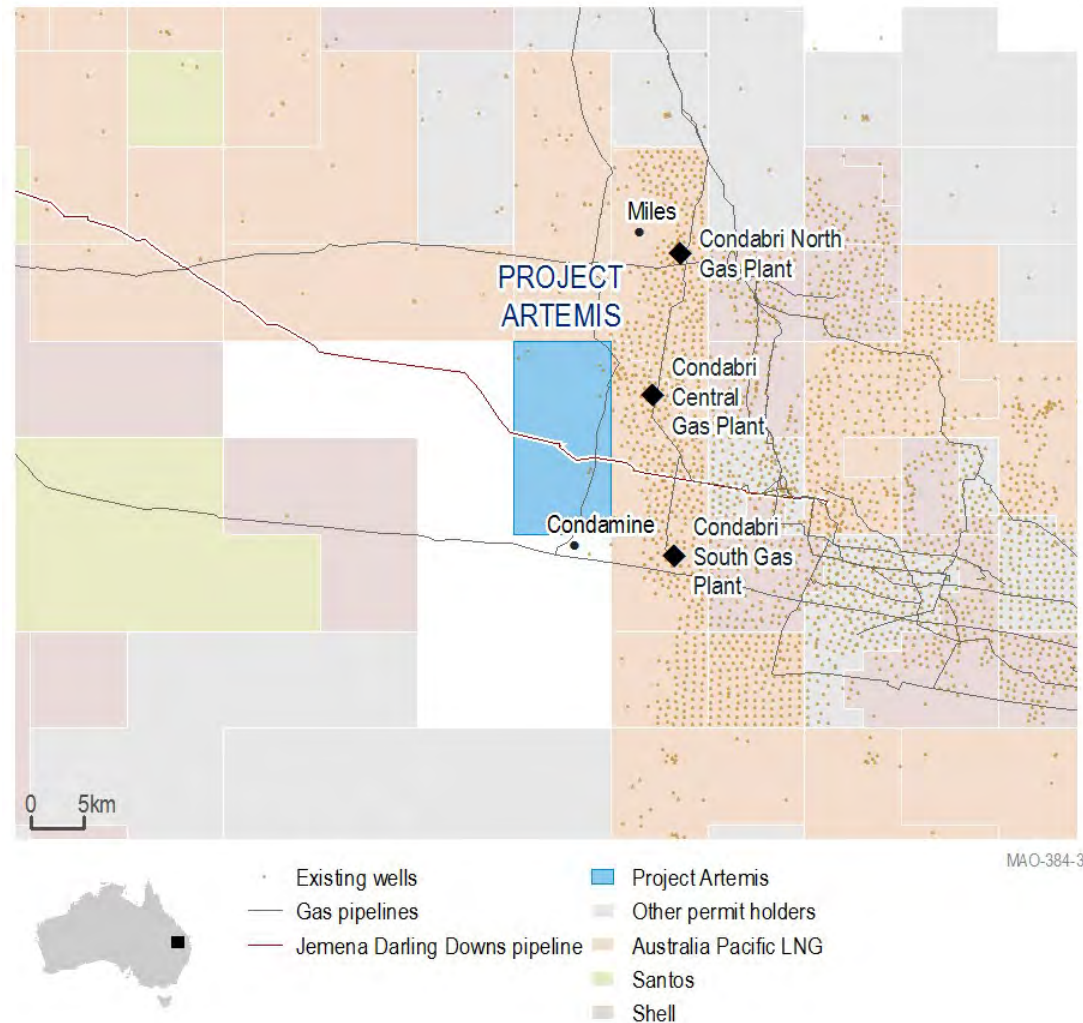 Miles
Condabri North
Gas Plant
PROJECT
ARTEMIS
Condabri
Central
Gas Plant
Condamine
Condabri
South Gas
Plant
0 5km
MAO-384-3
Existing wells
Gas pipelines
Jemena Darling Downs pipeline
Project Artemis
Other permit holders
Australia Pacific LNG
Santos
Shell